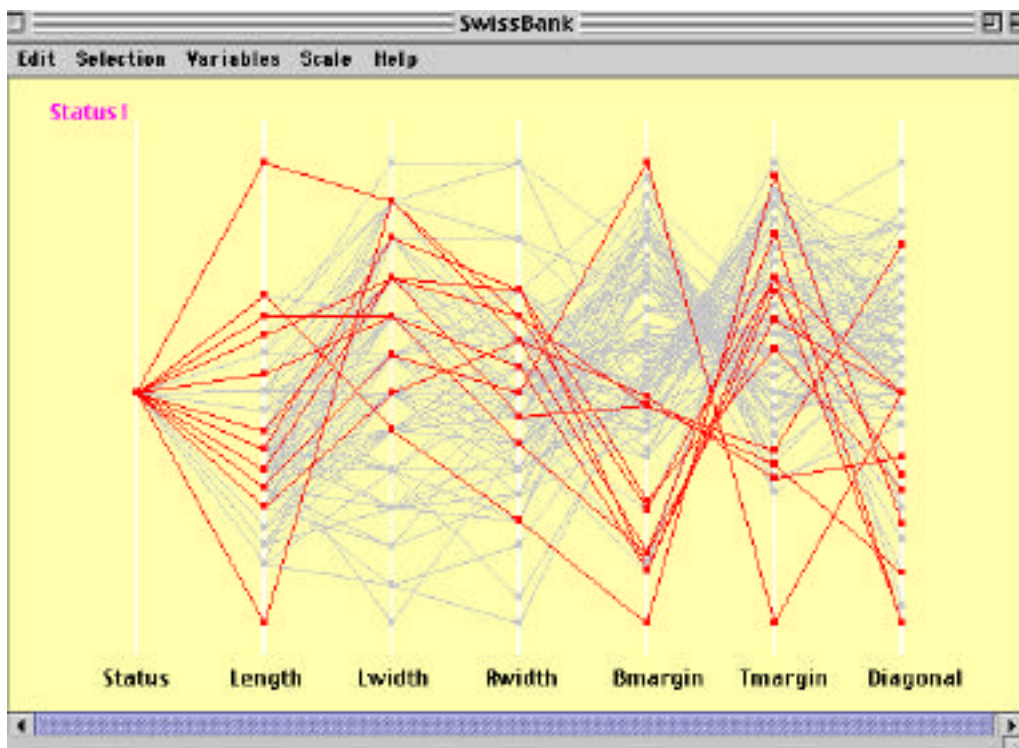 SwissBank
Edit Selection Variables Scale Help
Status1
Status Length Lwidth Rwidth Bmargin Tmargin Diagonal